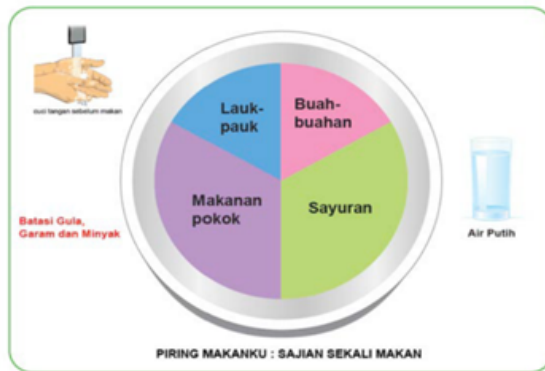 cuci tangan sebelum makan
Lauk-
pauk
Buah-
buahan
Makanan
pokok
Sayuran
Batasi Gula,
Garam dan Minyak
Air Putih
PIRING MAKANKU : SAJIAN SEKALI MAKAN